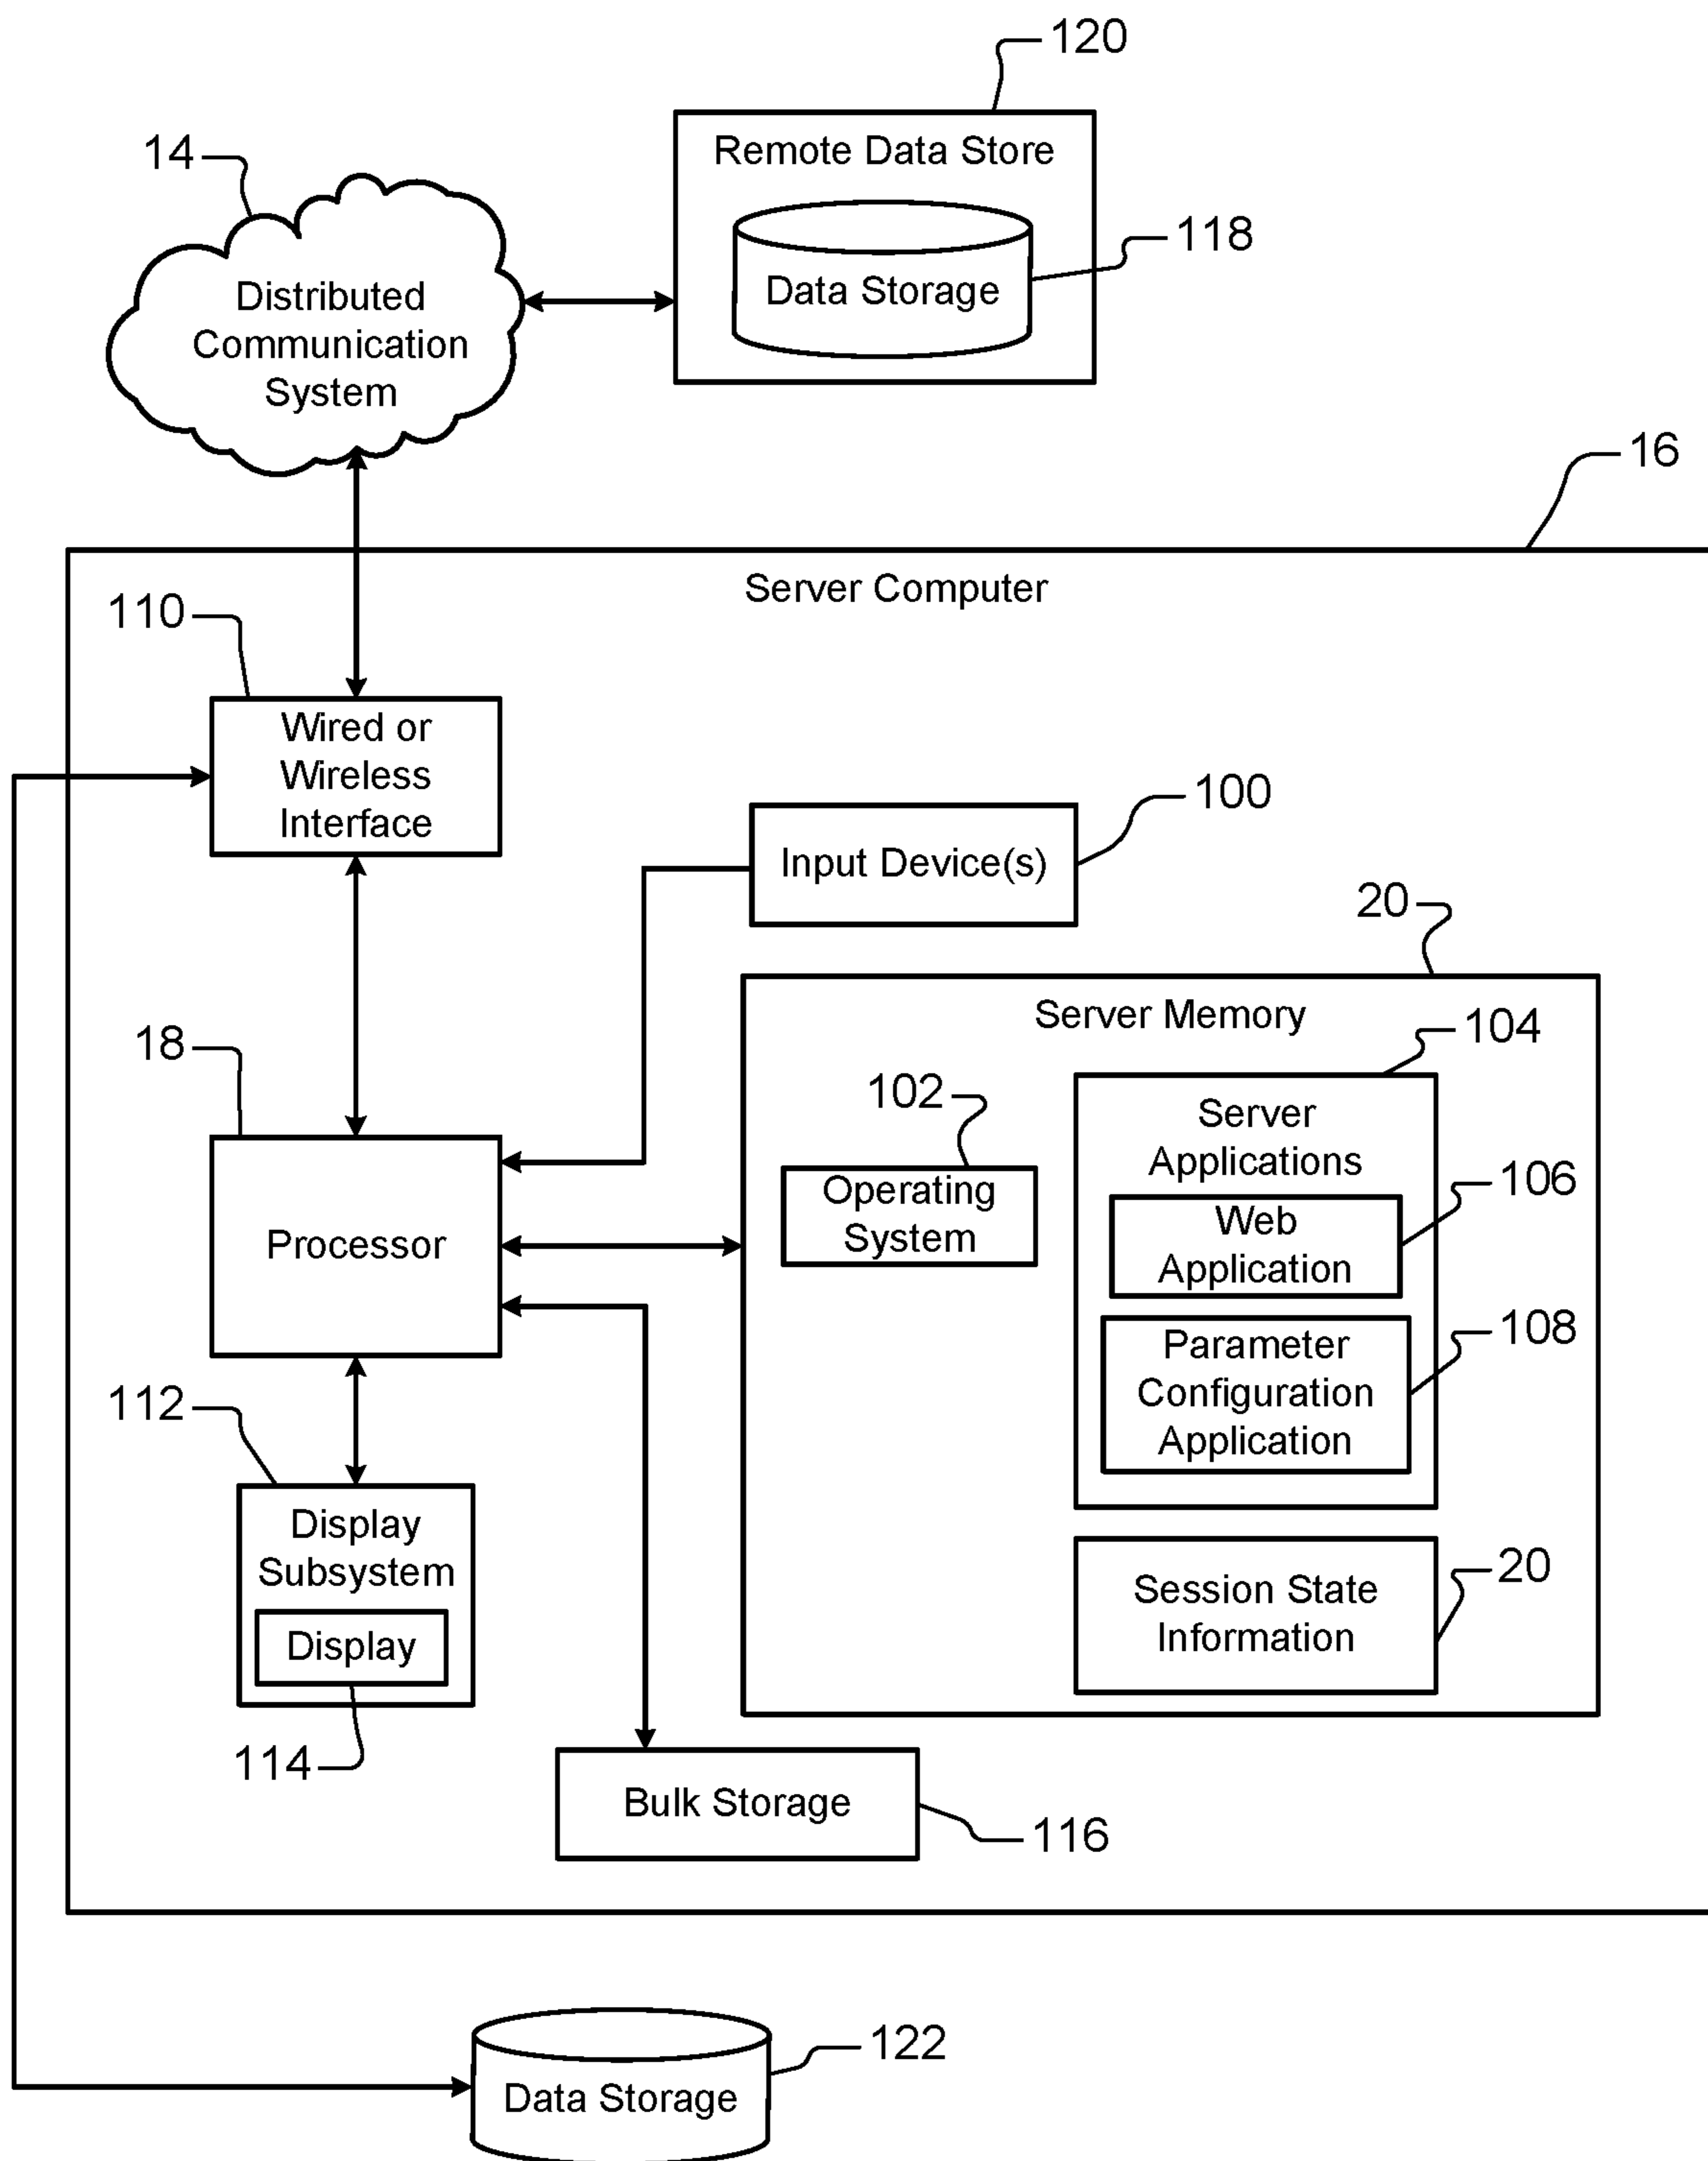 120
Remote Data Store
14
118
Data Storage
Distributed
Communication
System
16
Server Computer
110
Wired or
Wireless
Interface
100
Input Device(s)
20
Server Memory
18
104
102
Server
Applications
Operating
System
106
Web
Application
Processor
108
Parameter
Configuration
Application
112
Display
Subsystem
Display
20
Session State
Information
114
Bulk Storage
116
122
Data Storage